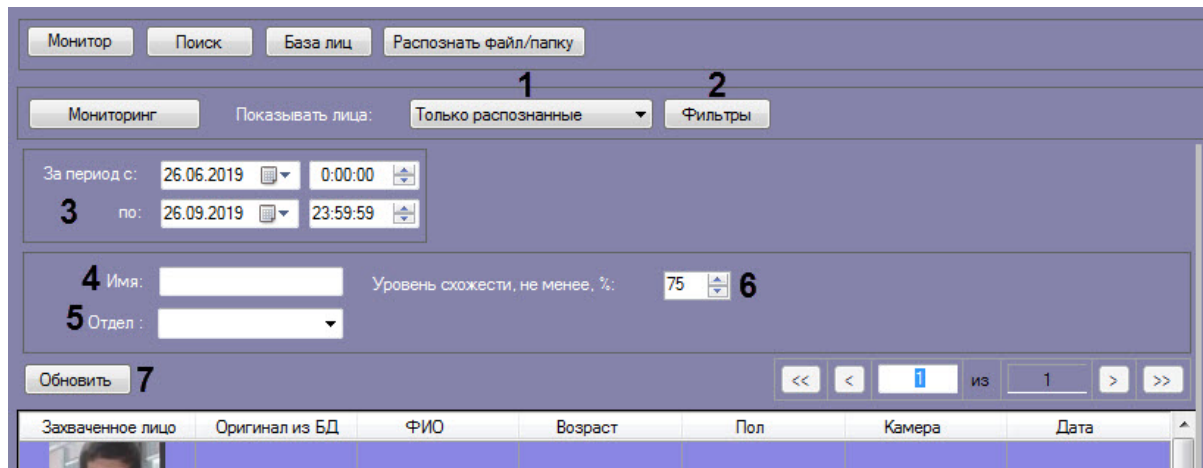 Монитор Поиск База лиц Распознать файл/папку
1 2
Мониторинг Показывать лица: Только распознанные Фильтры
За период с: 26.06.2019 0:00:00
3 по: 26.09.2019 23:59:59
4 Имя: Уровень схожести, не менее, %: 75 6
5 Отдел :
Обновить 7 << < 1 из 1 > >>
Захваченное лицо Оригинал из БД ФИО Возраст Пол Камера Дата